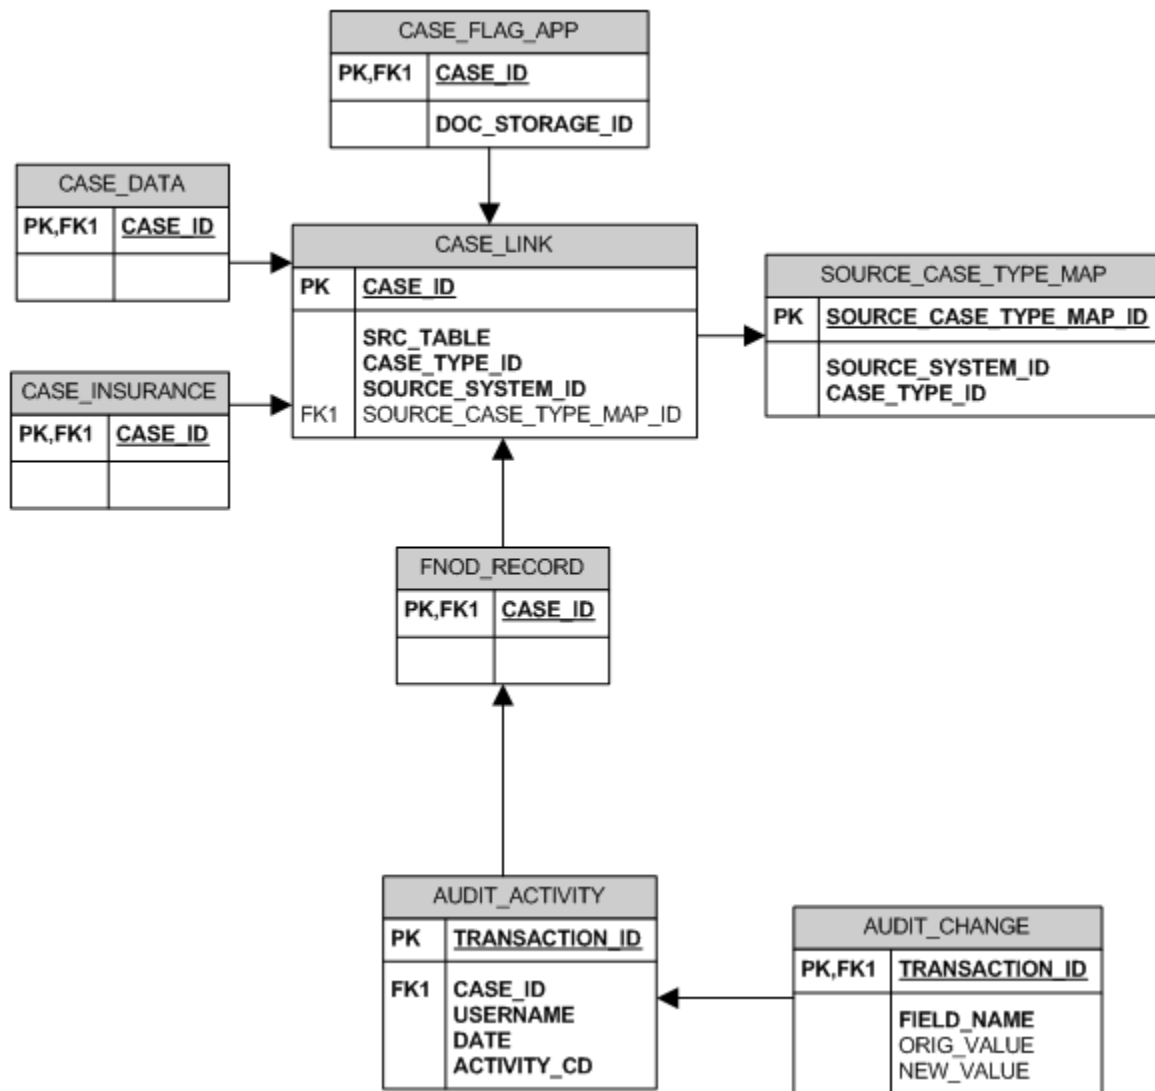 CASE_FLAG_APP
PK,FK1 CASE_ID
DOC_STORAGE_ID
CASE_DATA
PK,FK1 CASE_ID
CASE_LINK
PK CASE_ID
SRC_TABLE
CASE_TYPE_ID
SOURCE_SYSTEM_ID
FK1 SOURCE_CASE_TYPE_MAP_ID
SOURCE_CASE_TYPE_MAP
PK SOURCE_CASE_TYPE_MAP_ID
SOURCE_SYSTEM_ID
CASE_TYPE_ID
CASE_INSURANCE
PK,FK1 CASE_ID
FNOD_RECORD
PK,FK1 CASE_ID
AUDIT_ACTIVITY
PK TRANSACTION_ID
FK1 CASE_ID
USERNAME
DATE
ACTIVITY_CD
AUDIT_CHANGE
PK,FK1 TRANSACTION_ID
FIELD_NAME
ORIG_VALUE
NEW_VALUE